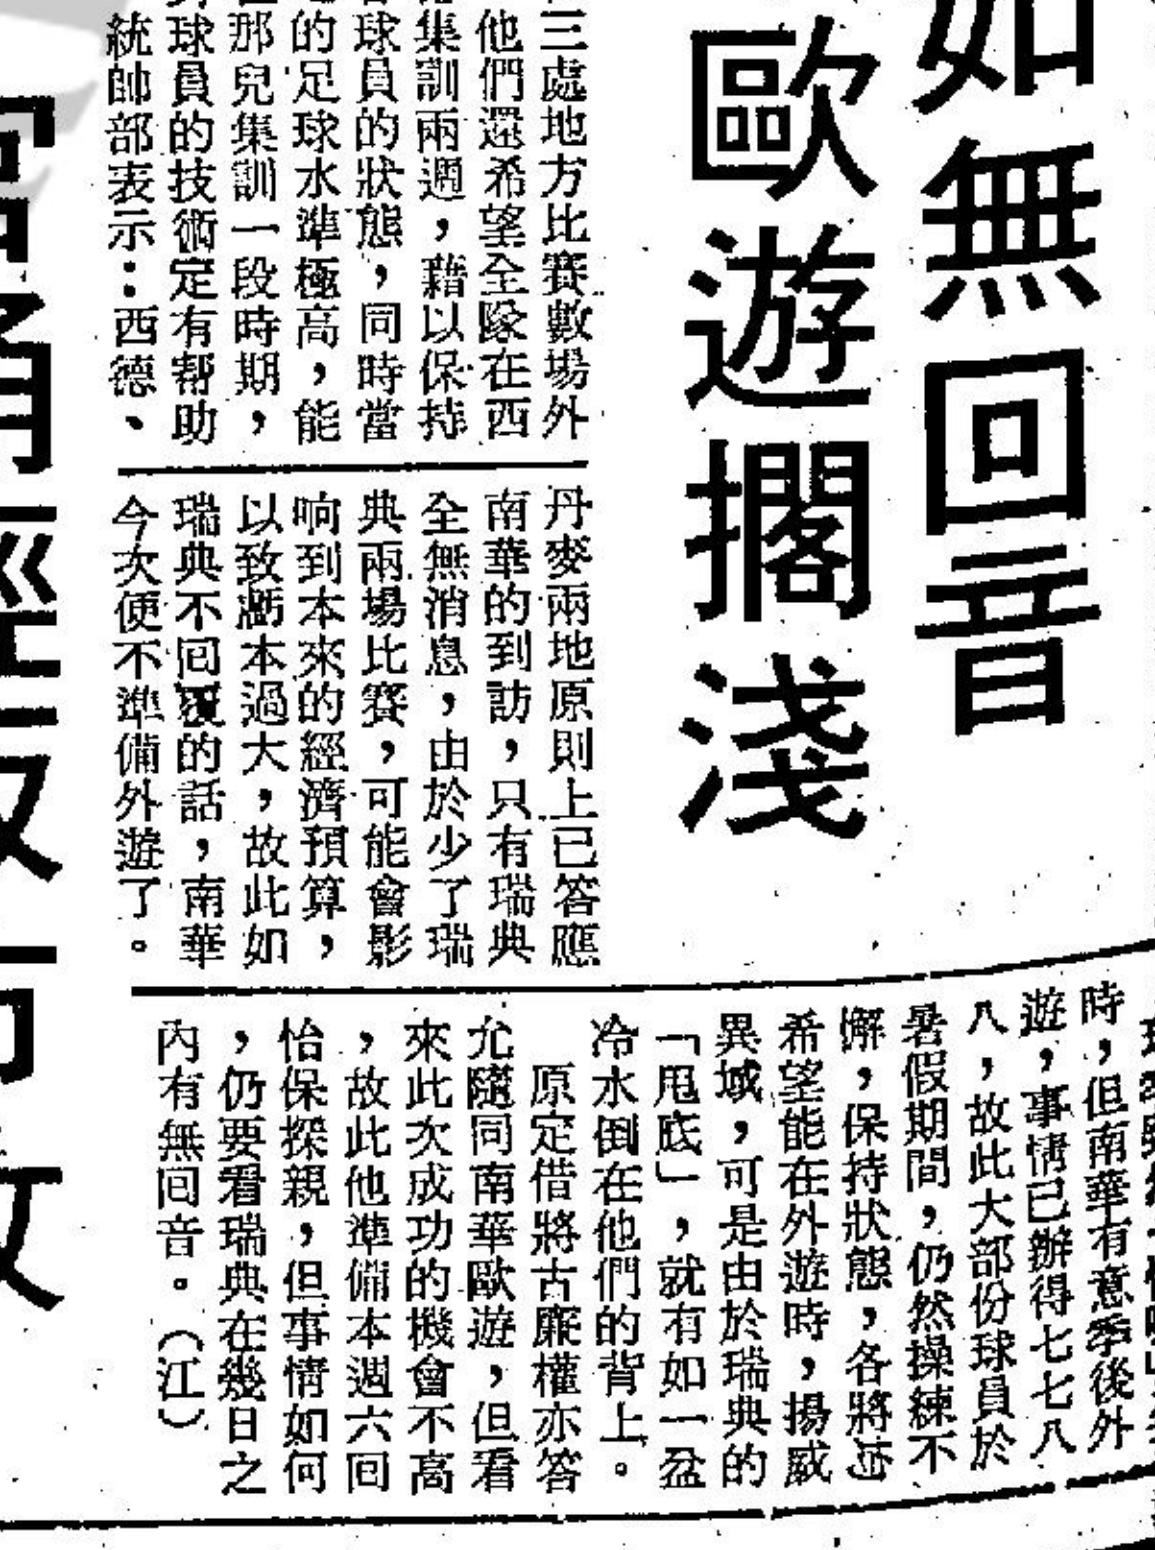 如無回音
歐遊擱淺
三處地方比賽數場外
他們還希望全隊在西
集訓兩週，藉以保持
球員的狀態，同時當
的足球水準極高，能
那兒集訓一段時期，
球員的技術定有幫助
統帥部表示：西德、
丹麥兩地原則上已答應
南華的到訪，只有瑞典
全無消息，由於少了瑞
典兩場比賽，可能會影
响到本來的經濟預算，
以致虧本過大，故此如
瑞典不囘覆的話，南華
今次便不準備外遊了。
時，但南華有意季後外
遊，事情已辦得七七八
八，故此大部份球員於
暑假期間，仍然操練不
懈，保持狀態，各將並
希望能在外遊時，揚威
異域，可是由於瑞典的
「甩底」，就有如一盆
冷水倒在他們的背上。
原定借將古廉權亦答
允隨同南華歐遊，但看
來此次成功的機會不高
，故此他準備本週六囘
怡保探親，但事情如何
，仍要看瑞典在幾日之
內有無囘音。（江）